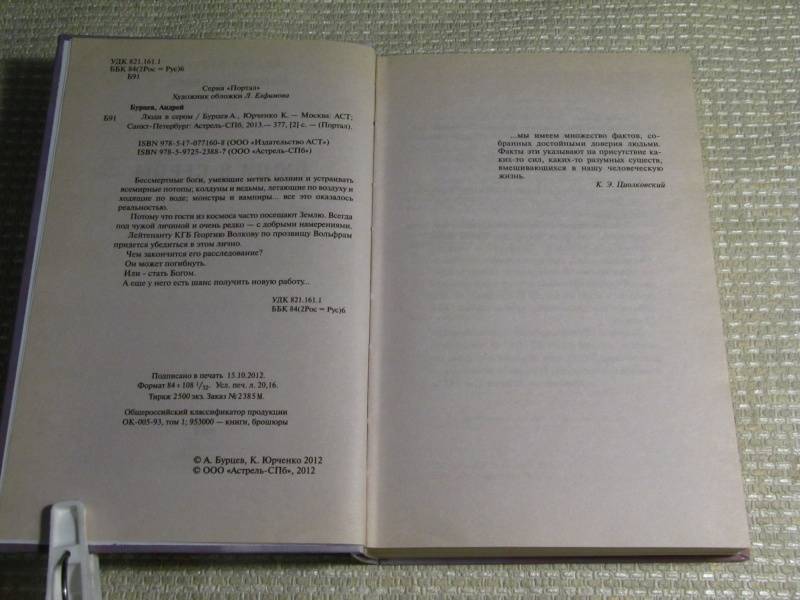 УДК 821.161.1
ББК 84(2Рос = Рус)6
Б91
Серия «Портал»
Художник обложки Л. Евфимова
Бурцев, Андрей
Б91 Люди в сером / Бурцев А., Юрченко К. — Москва: АСТ;
Санкт-Петербург: Астрель-СПб, 2013.— 377, [2] с. — (Портал).
ISBN 978-5-17-077160-8 (ООО «Издательство АСТ»)
ISBN 978-5-9725-2388-7 (ООО «Астрель-СПб»)
Бессмертные боги, умеющие метать молнии и устраивать
всемирные потопы; колдуны и ведьмы, летающие по воздуху и
ходящие по воде; монстры и вампиры... все это оказалось
реальностью.
Потому что гости из космоса часто посещают Землю. Всегда
под чужой личиной и очень редко — с добрыми намерениями.
Лейтенанту КГБ Георгию Волкову по прозвищу Вольфрам
придется убедиться в этом лично.
Чем закончится его расследование?
Он может погибнуть.
Или - стать Богом.
А еще у него есть шанс получить новую работу...
УДК 821.161.1
ББК 84(2Рос = Рус)6
Подписано в печать 15.10.2012.
Формат 84 × 108 1/32. Усл. печ. л. 20,16.
Тираж 2500 экз. Заказ № 2385М.
Общероссийский классификатор продукции
ОК-005-93, том 1; 953000 — книги, брошюры
© А. Бурцев, К. Юрченко 2012
© ООО «Астрель-СПб», 2012
...мы имеем множество фактов, со-
бранных достойными доверия людьми.
Факты эти указывают на присутствие ка-
ких-то сил, каких-то разумных существ,
вмешивающихся в нашу человеческую
жизнь.
К. Э. Циолковский